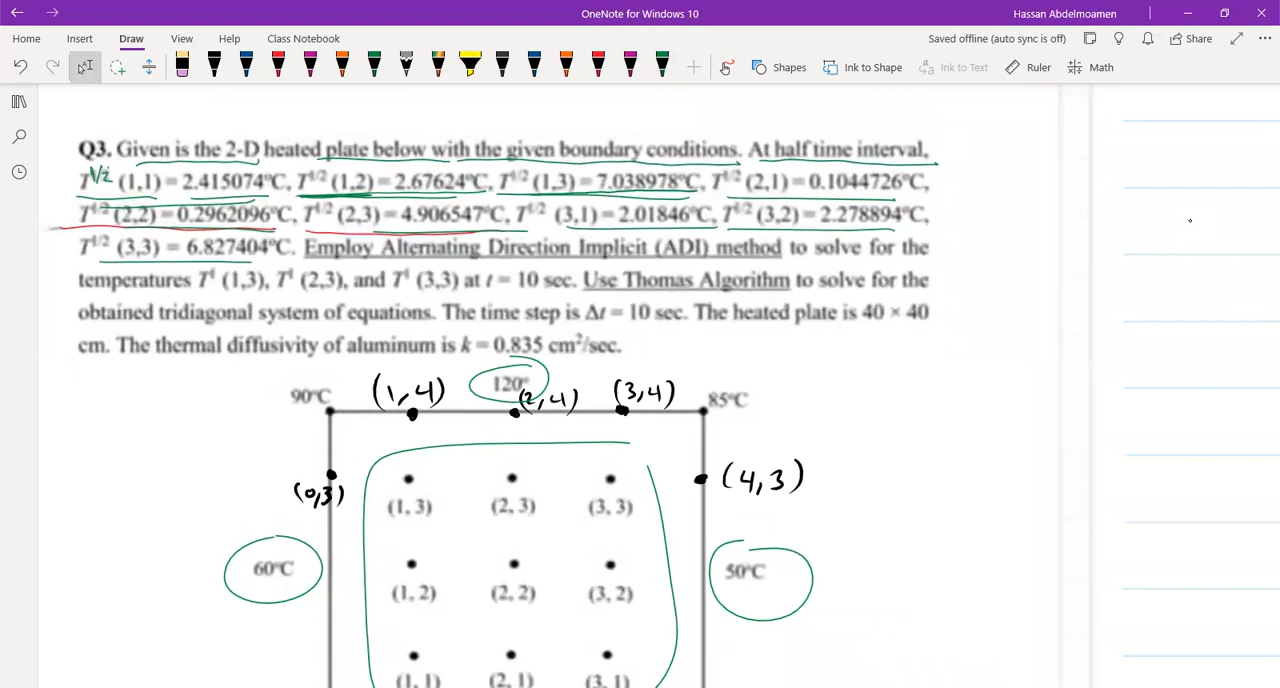 OneNote for Windows 10
Hassan Abdelmoamen
Home Insert Draw View Help Class Notebook
Saved offline (auto sync is off) Share
Shapes Ink to Shape Ink to Text Ruler Math
Q3. Given is the 2-D heated plate below with the given boundary conditions. At half time interval,
T^1/2 (1,1) = 2.415074°C, T^1/2 (1,2) = 2.67624°C, T^1/2 (1,3) = 7.038978°C, T^1/2 (2,1) = 0.1044726°C,
T^1/2 (2,2) = 0.2962096°C, T^1/2 (2,3) = 4.906547°C, T^1/2 (3,1) = 2.01846°C, T^1/2 (3,2) = 2.278894°C,
T^1/2 (3,3) = 6.827404°C. Employ Alternating Direction Implicit (ADI) method to solve for the
temperatures T^1 (1,3), T^1 (2,3), and T^1 (3,3) at t = 10 sec. Use Thomas Algorithm to solve for the
obtained tridiagonal system of equations. The time step is Δt = 10 sec. The heated plate is 40 × 40
cm. The thermal diffusivity of aluminum is k = 0.835 cm²/sec.
90°C (1,4) 120° (2,4) (3,4) 85°C
(0,3) (4,3)
(1, 3) (2, 3) (3, 3)
60°C 50°C
(1, 2) (2, 2) (3, 2)
(1, 1) (2, 1) (3, 1)